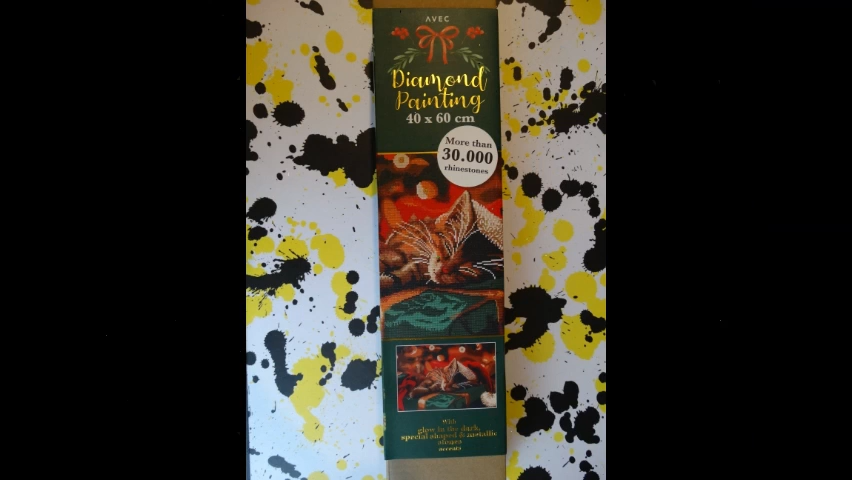 AVEC
Diamond
Painting
40 x 60 cm
More than
30.000
rhinestones
With
glow in the dark,
special shaped & metallic